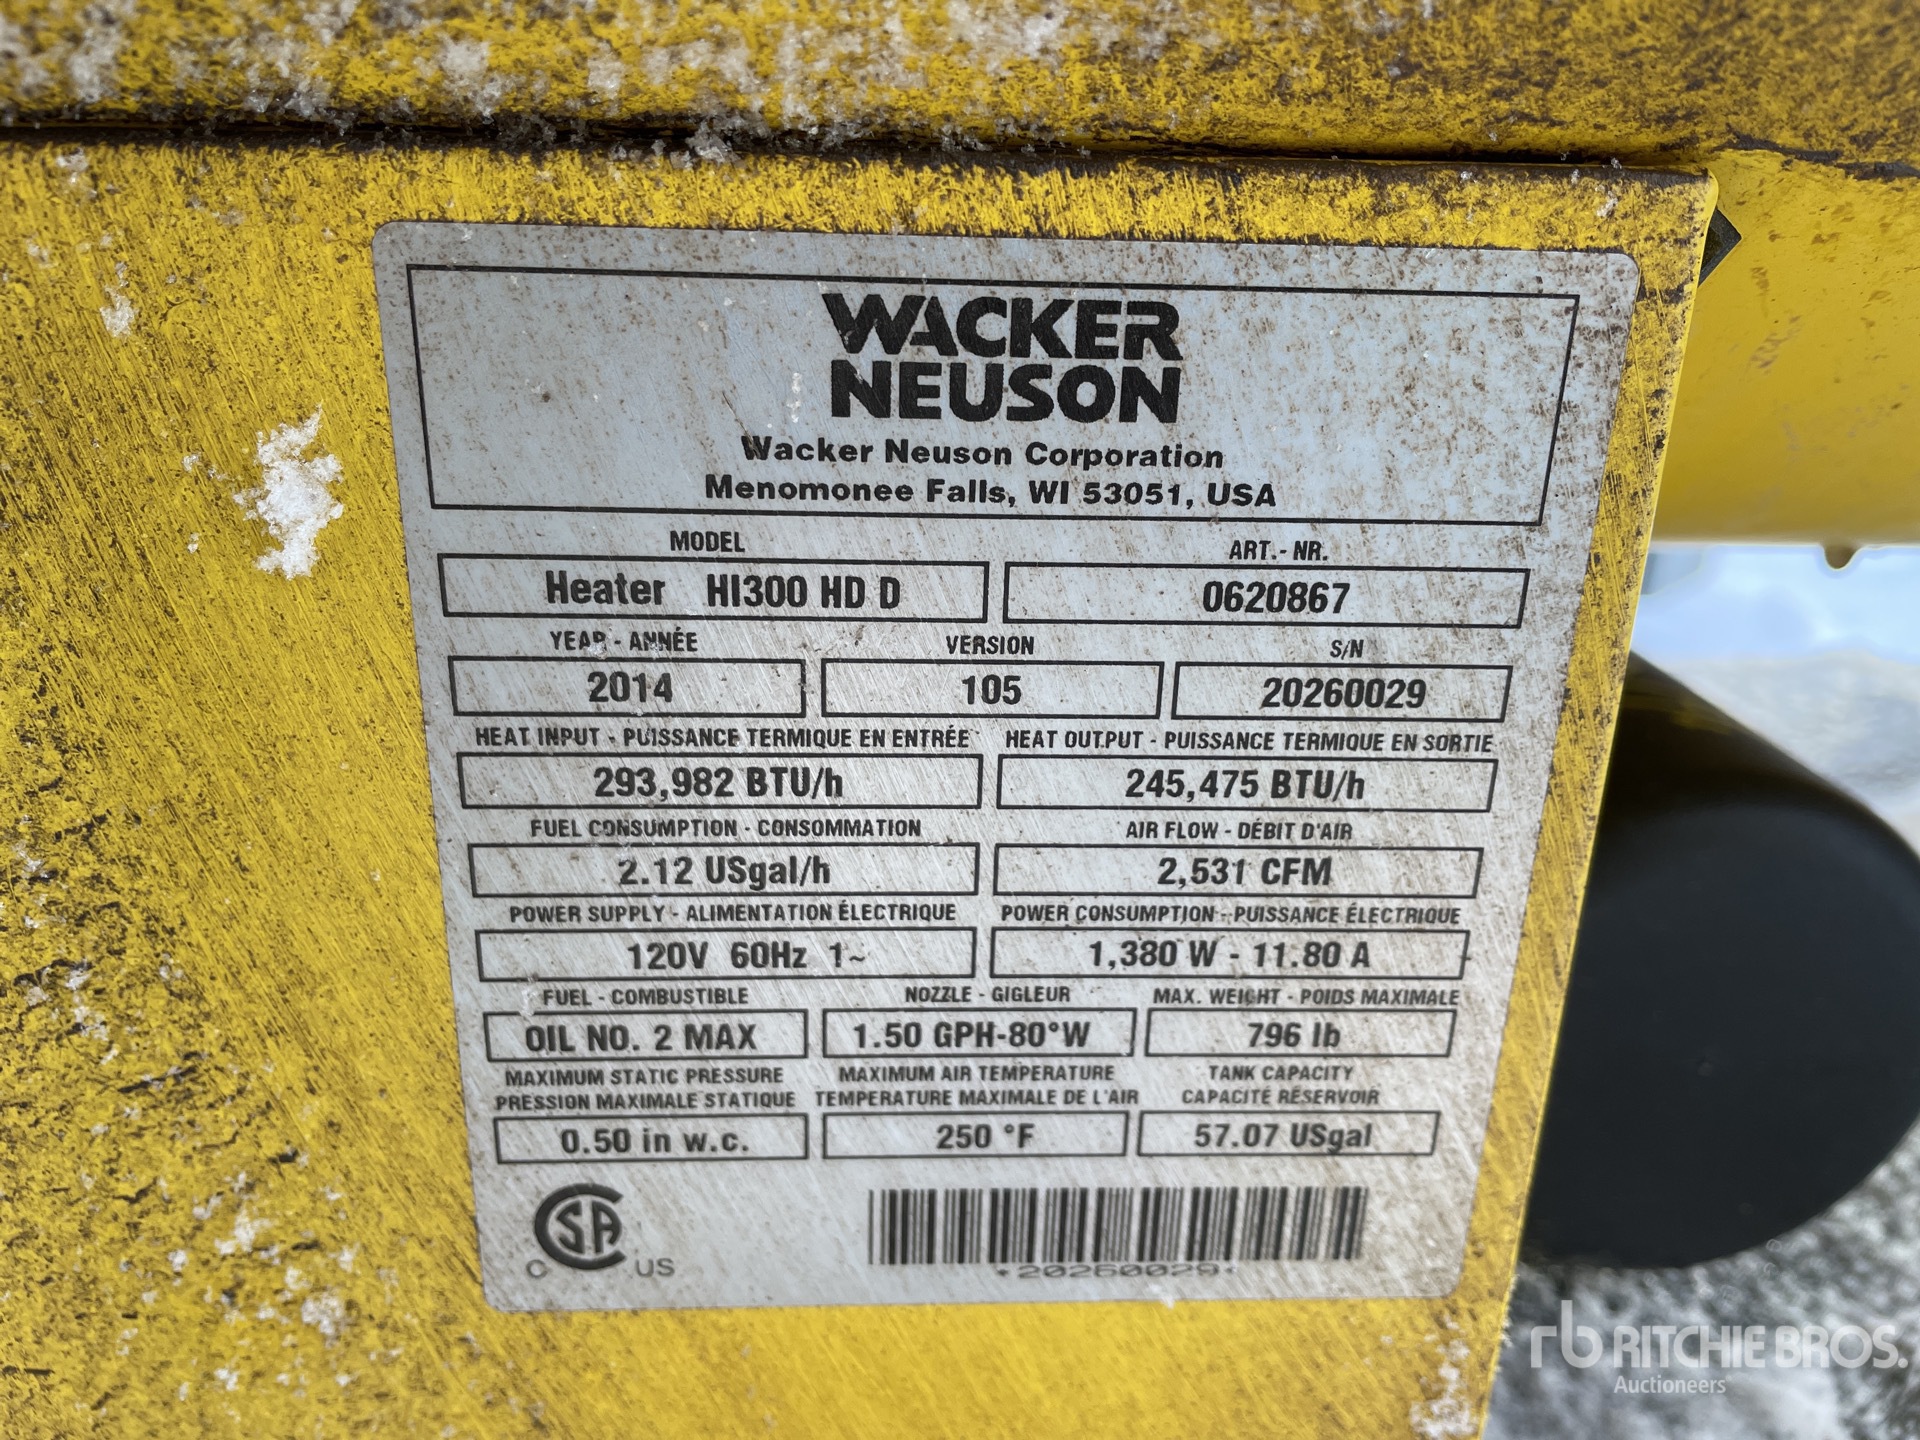 WACKER
NEUSON
Wacker Neuson Corporation
Menomonee Falls, WI 53051, USA
MODEL ART.- NR.
Heater HI300 HD D 0620867
YEAR - ANNÉE VERSION S/N
2014 105 20260029
HEAT INPUT - PUISSANCE TERMIQUE EN ENTRÉE HEAT OUTPUT - PUISSANCE TERMIQUE EN SORTIE
293,982 BTU/h 245,475 BTU/h
FUEL CONSUMPTION - CONSOMMATION AIR FLOW - DÉBIT D'AIR
2.12 USgal/h 2,531 CFM
POWER SUPPLY - ALIMENTATION ÉLECTRIQUE POWER CONSUMPTION - PUISSANCE ÉLECTRIQUE
120V 60Hz 1~ 1,380 W - 11.80 A
FUEL - COMBUSTIBLE NOZZLE - GIGLEUR MAX. WEIGHT - POIDS MAXIMALE
OIL NO. 2 MAX 1.50 GPH-80°W 796 lb
MAXIMUM STATIC PRESSURE MAXIMUM AIR TEMPERATURE TANK CAPACITY
PRESSION MAXIMALE STATIQUE TEMPERATURE MAXIMALE DE L'AIR CAPACITÉ RÉSERVOIR
0.50 in w.c. 250 °F 57.07 USgal
CSA
C US
*20260029*
rb RITCHIE BROS.
Auctioneers